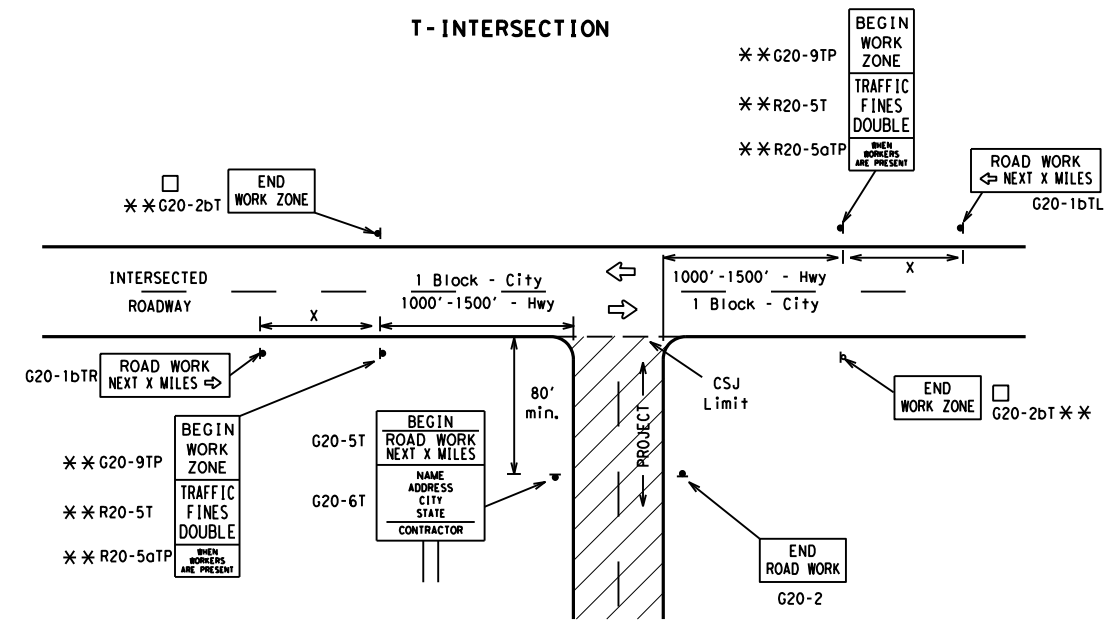 T-INTERSECTION
BEGIN
WORK
ZONE
**G20-9TP
TRAFFIC
FINES
DOUBLE
**R20-5T
WHEN
WORKERS
ARE PRESENT
**R20-5aTP
ROAD WORK
⇦ NEXT X MILES
G20-1bTL
END
WORK ZONE
□
**G20-2bT
INTERSECTED
ROADWAY
1 Block - City
1000'-1500' - Hwy
1000'-1500' - Hwy
1 Block - City
X
X
G20-1bTR
ROAD WORK
NEXT X MILES ⇨
80'
min.
CSJ
Limit
PROJECT
END
WORK ZONE
□
G20-2bT **
BEGIN
WORK
ZONE
**G20-9TP
TRAFFIC
FINES
DOUBLE
**R20-5T
WHEN
WORKERS
ARE PRESENT
**R20-5aTP
G20-5T
BEGIN
ROAD WORK
NEXT X MILES
G20-6T
NAME
ADDRESS
CITY
STATE
CONTRACTOR
END
ROAD WORK
G20-2